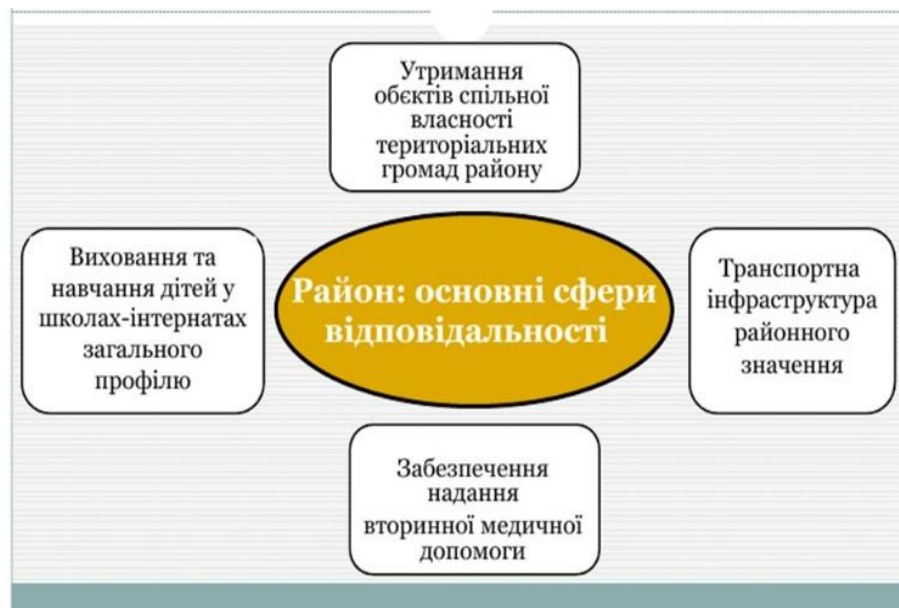 Утримання
обєктів спільної
власності
територіальних
громад району
Виховання та
навчання дітей у
школах-інтернатах
загального
профілю
Район: основні сфери
відповідальності
Транспортна
інфраструктура
районного
значення
Забезпечення
надання
вторинної медичної
допомоги